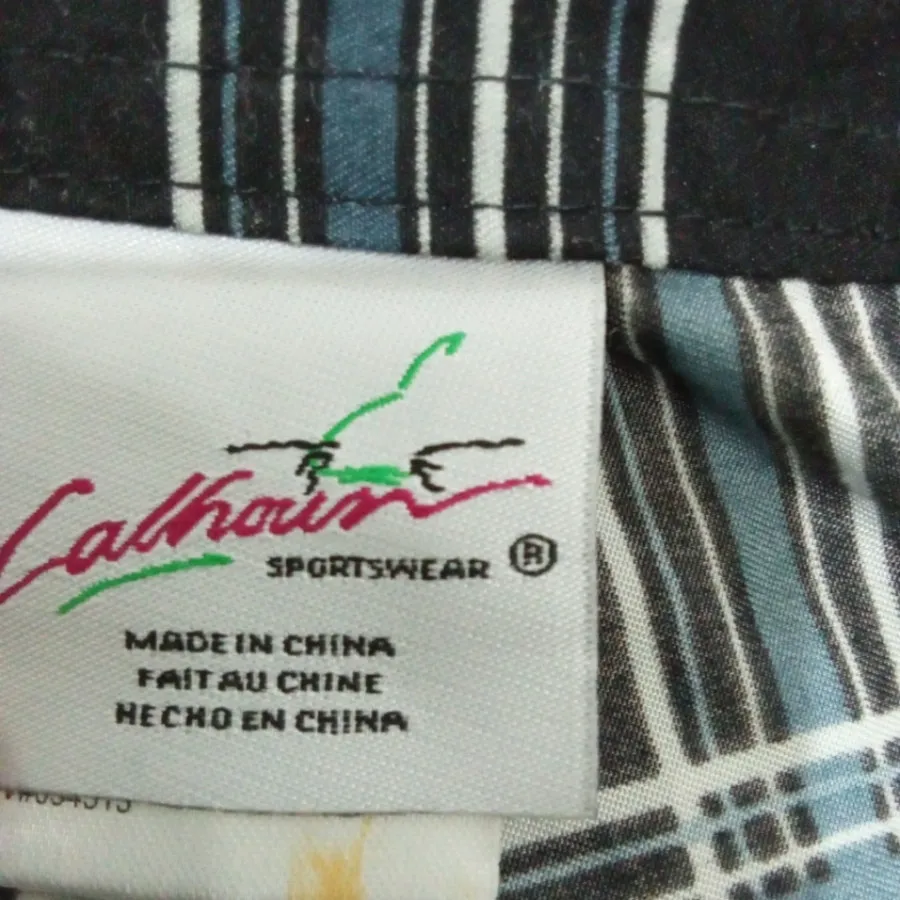 Calhoun
SPORTSWEAR ®
MADE IN CHINA
FAIT AU CHINE
HECHO EN CHINA